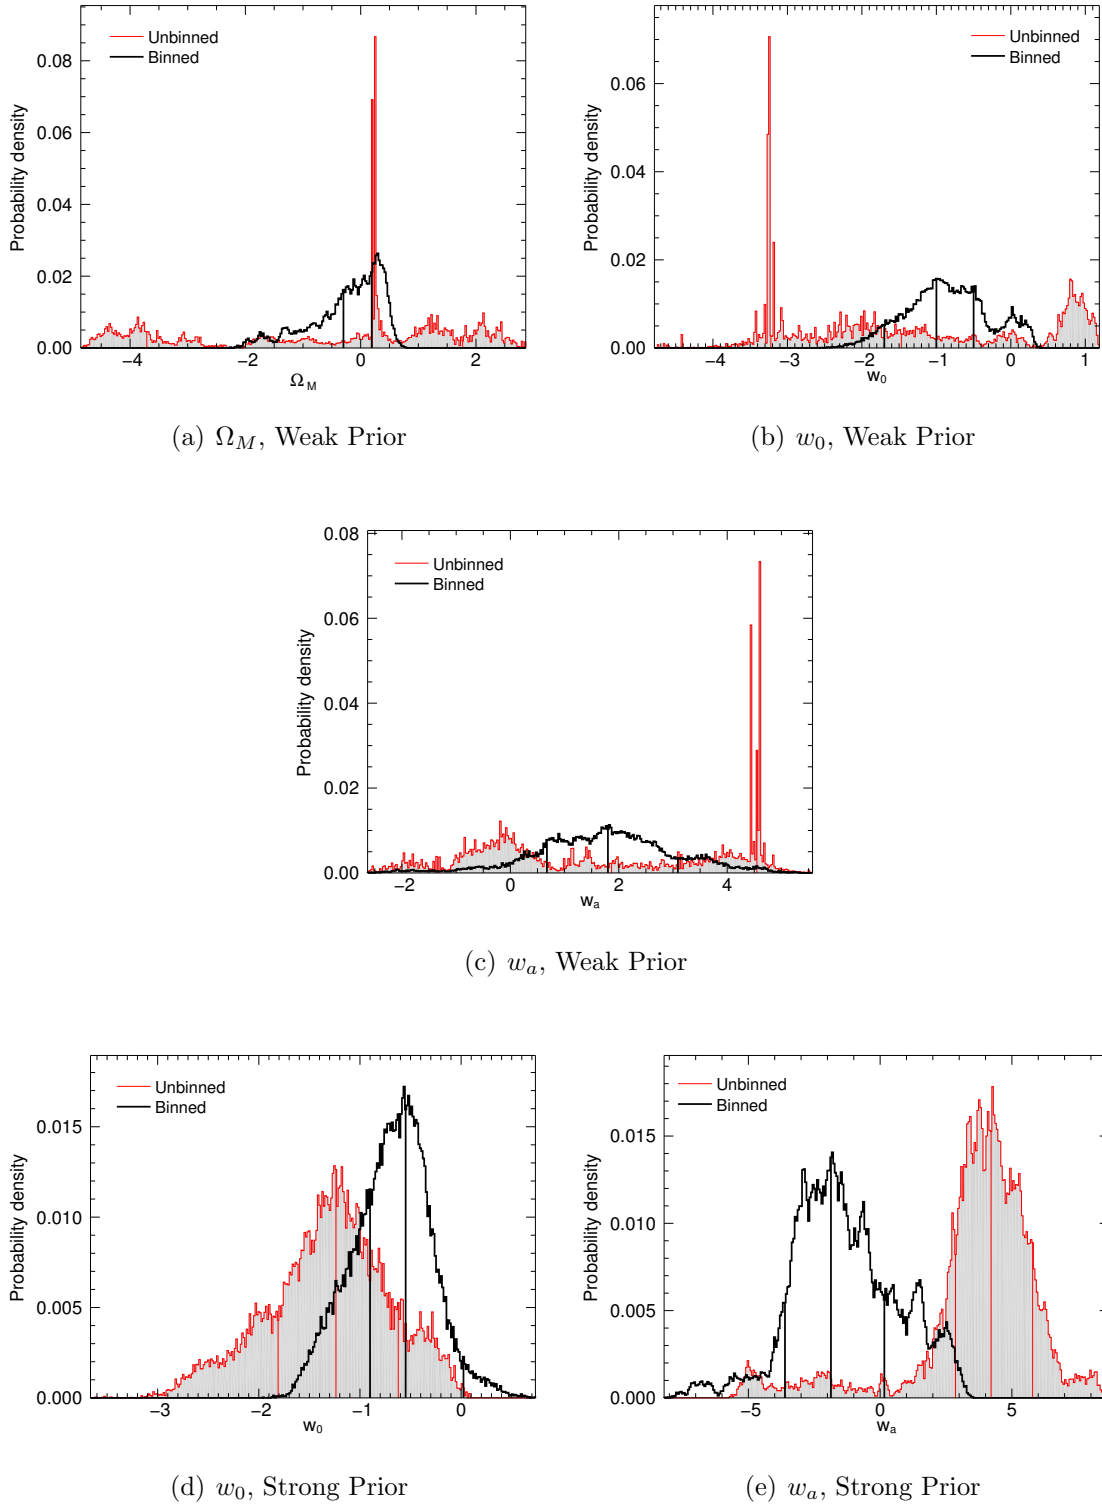 Unbinned
Binned
Probability density
0.08
0.06
0.04
0.02
0.00
−4 −2 0 2
Ω_M
(a) Ω_M, Weak Prior
Unbinned
Binned
Probability density
0.06
0.04
0.02
0.00
−4 −3 −2 −1 0 1
w_0
(b) w_0, Weak Prior
Unbinned
Binned
Probability density
0.08
0.06
0.04
0.02
0.00
−2 0 2 4
w_a
(c) w_a, Weak Prior
Unbinned
Binned
Probability density
0.015
0.010
0.005
0.000
−3 −2 −1 0
w_0
(d) w_0, Strong Prior
Unbinned
Binned
Probability density
0.015
0.010
0.005
0.000
−5 0 5
w_a
(e) w_a, Strong Prior